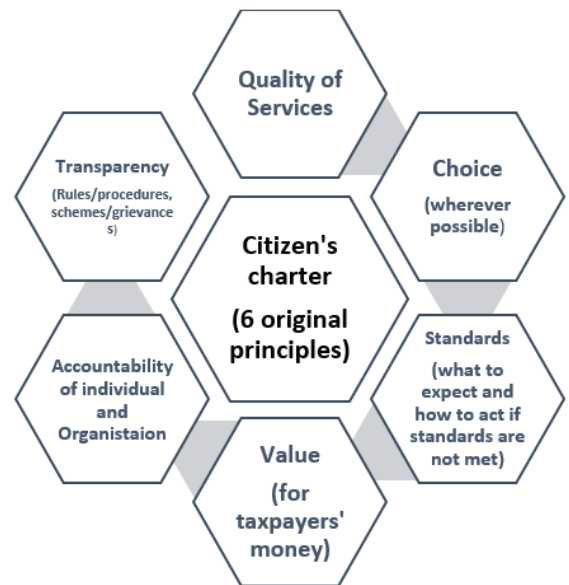 Quality of
Services
Choice
(wherever
possible)
Standards
(what to
expect and
how to act if
standards are
not met)
Value
(for
taxpayers'
money)
Accountability
of individual
and
Organistaion
Transparency
(Rules/procedures,
schemes/grievance
s)
Citizen's
charter
(6 original
principles)